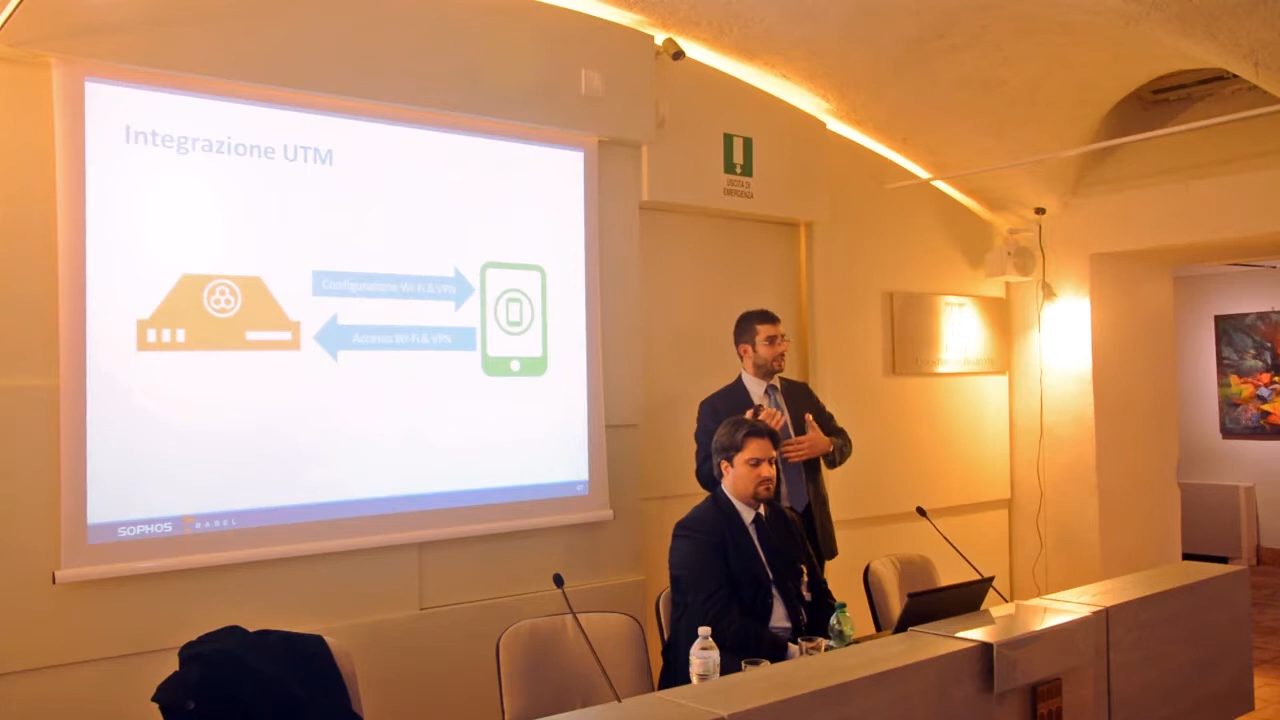 Integrazione UTM
Configurazione Wi-Fi & VPN
Accesso Wi-Fi & VPN
SOPHOS BABEL
USCITA DI
EMERGENZA